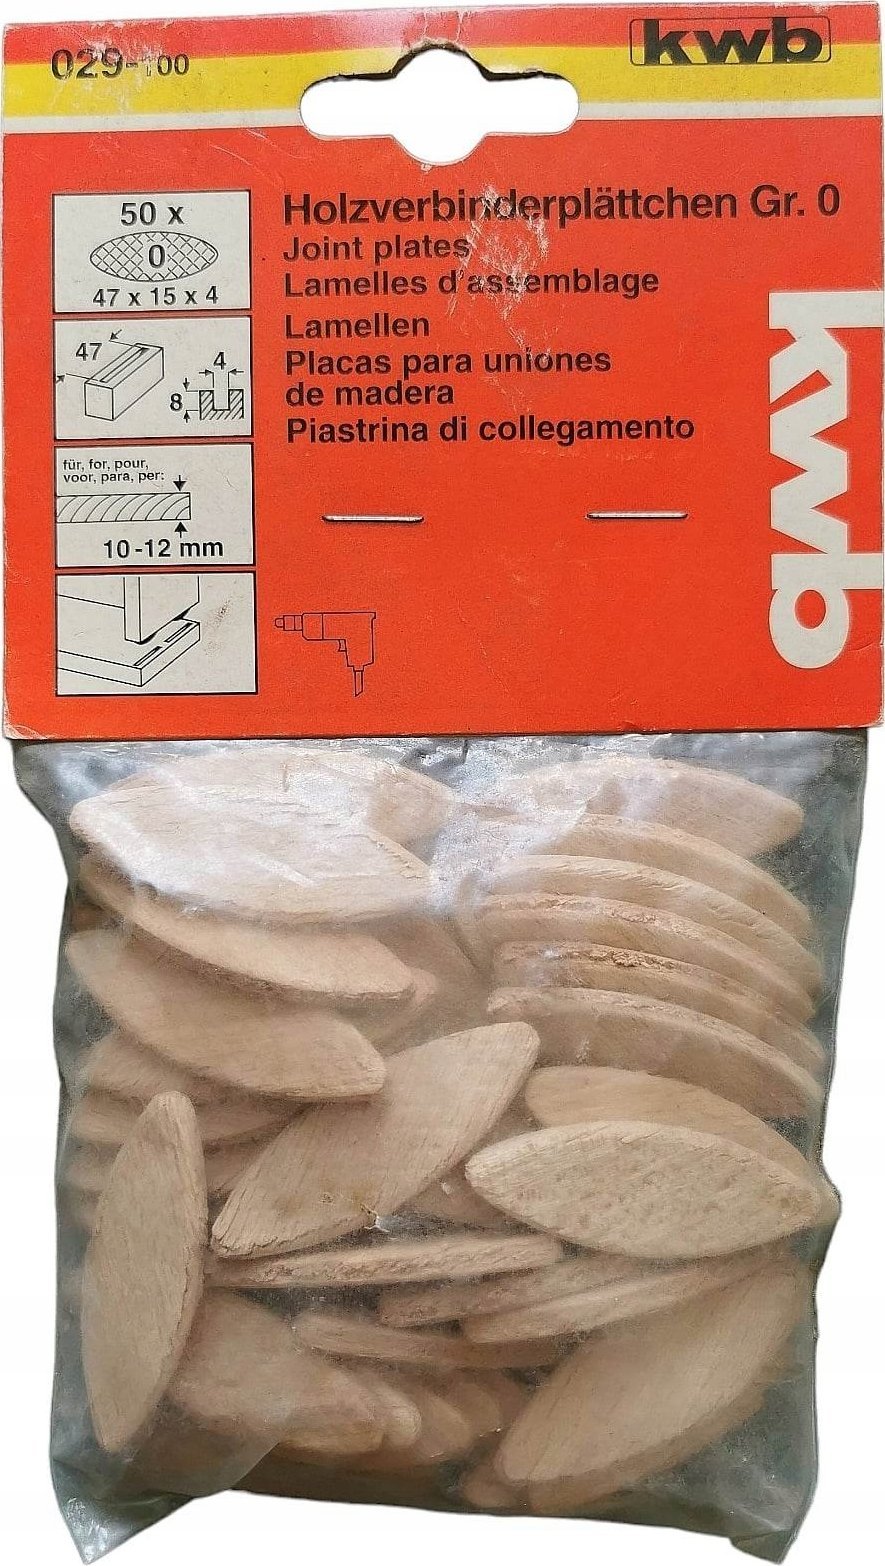 029-100
kwb
50 x
0
47 x 15 x 4
Holzverbinderplättchen Gr. 0
Joint plates
Lamelles d'assemblage
Lamellen
Placas para uniones
de madera
Piastrina di collegamento
47
4
8
für, for, pour,
voor, para, per:
10-12 mm
kwb